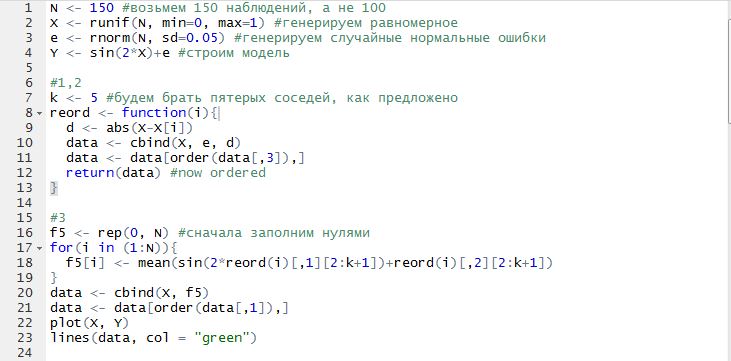 1 N <- 150 #возьмем 150 наблюдений, а не 100
2 X <- runif(N, min=0, max=1) #генерируем равномерное
3 e <- rnorm(N, sd=0.05) #генерируем случайные нормальные ошибки
4 Y <- sin(2*X)+e #строим модель
5
6 #1,2
7 k <- 5 #будем брать пятерых соседей, как предложено
8 reord <- function(i){
9 d <- abs(X-X[i])
10 data <- cbind(X, e, d)
11 data <- data[order(data[,3]),]
12 return(data) #now ordered
13 }
14
15 #3
16 f5 <- rep(0, N) #сначала заполним нулями
17 for(i in (1:N)){
18 f5[i] <- mean(sin(2*reord(i)[,1][2:k+1])+reord(i)[,2][2:k+1])
19 }
20 data <- cbind(X, f5)
21 data <- data[order(data[,1]),]
22 plot(X, Y)
23 lines(data, col = "green")
24